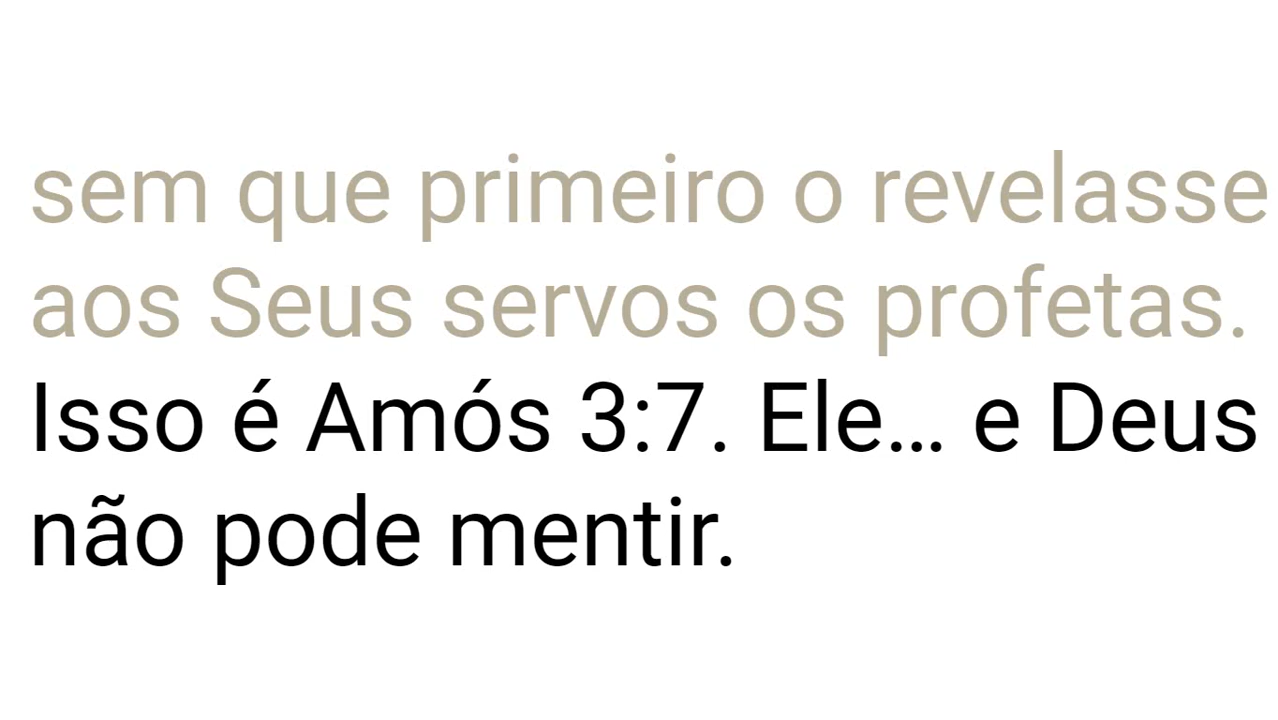 sem que primeiro o revelasse
aos Seus servos os profetas.
Isso é Amós 3:7. Ele... e Deus
não pode mentir.